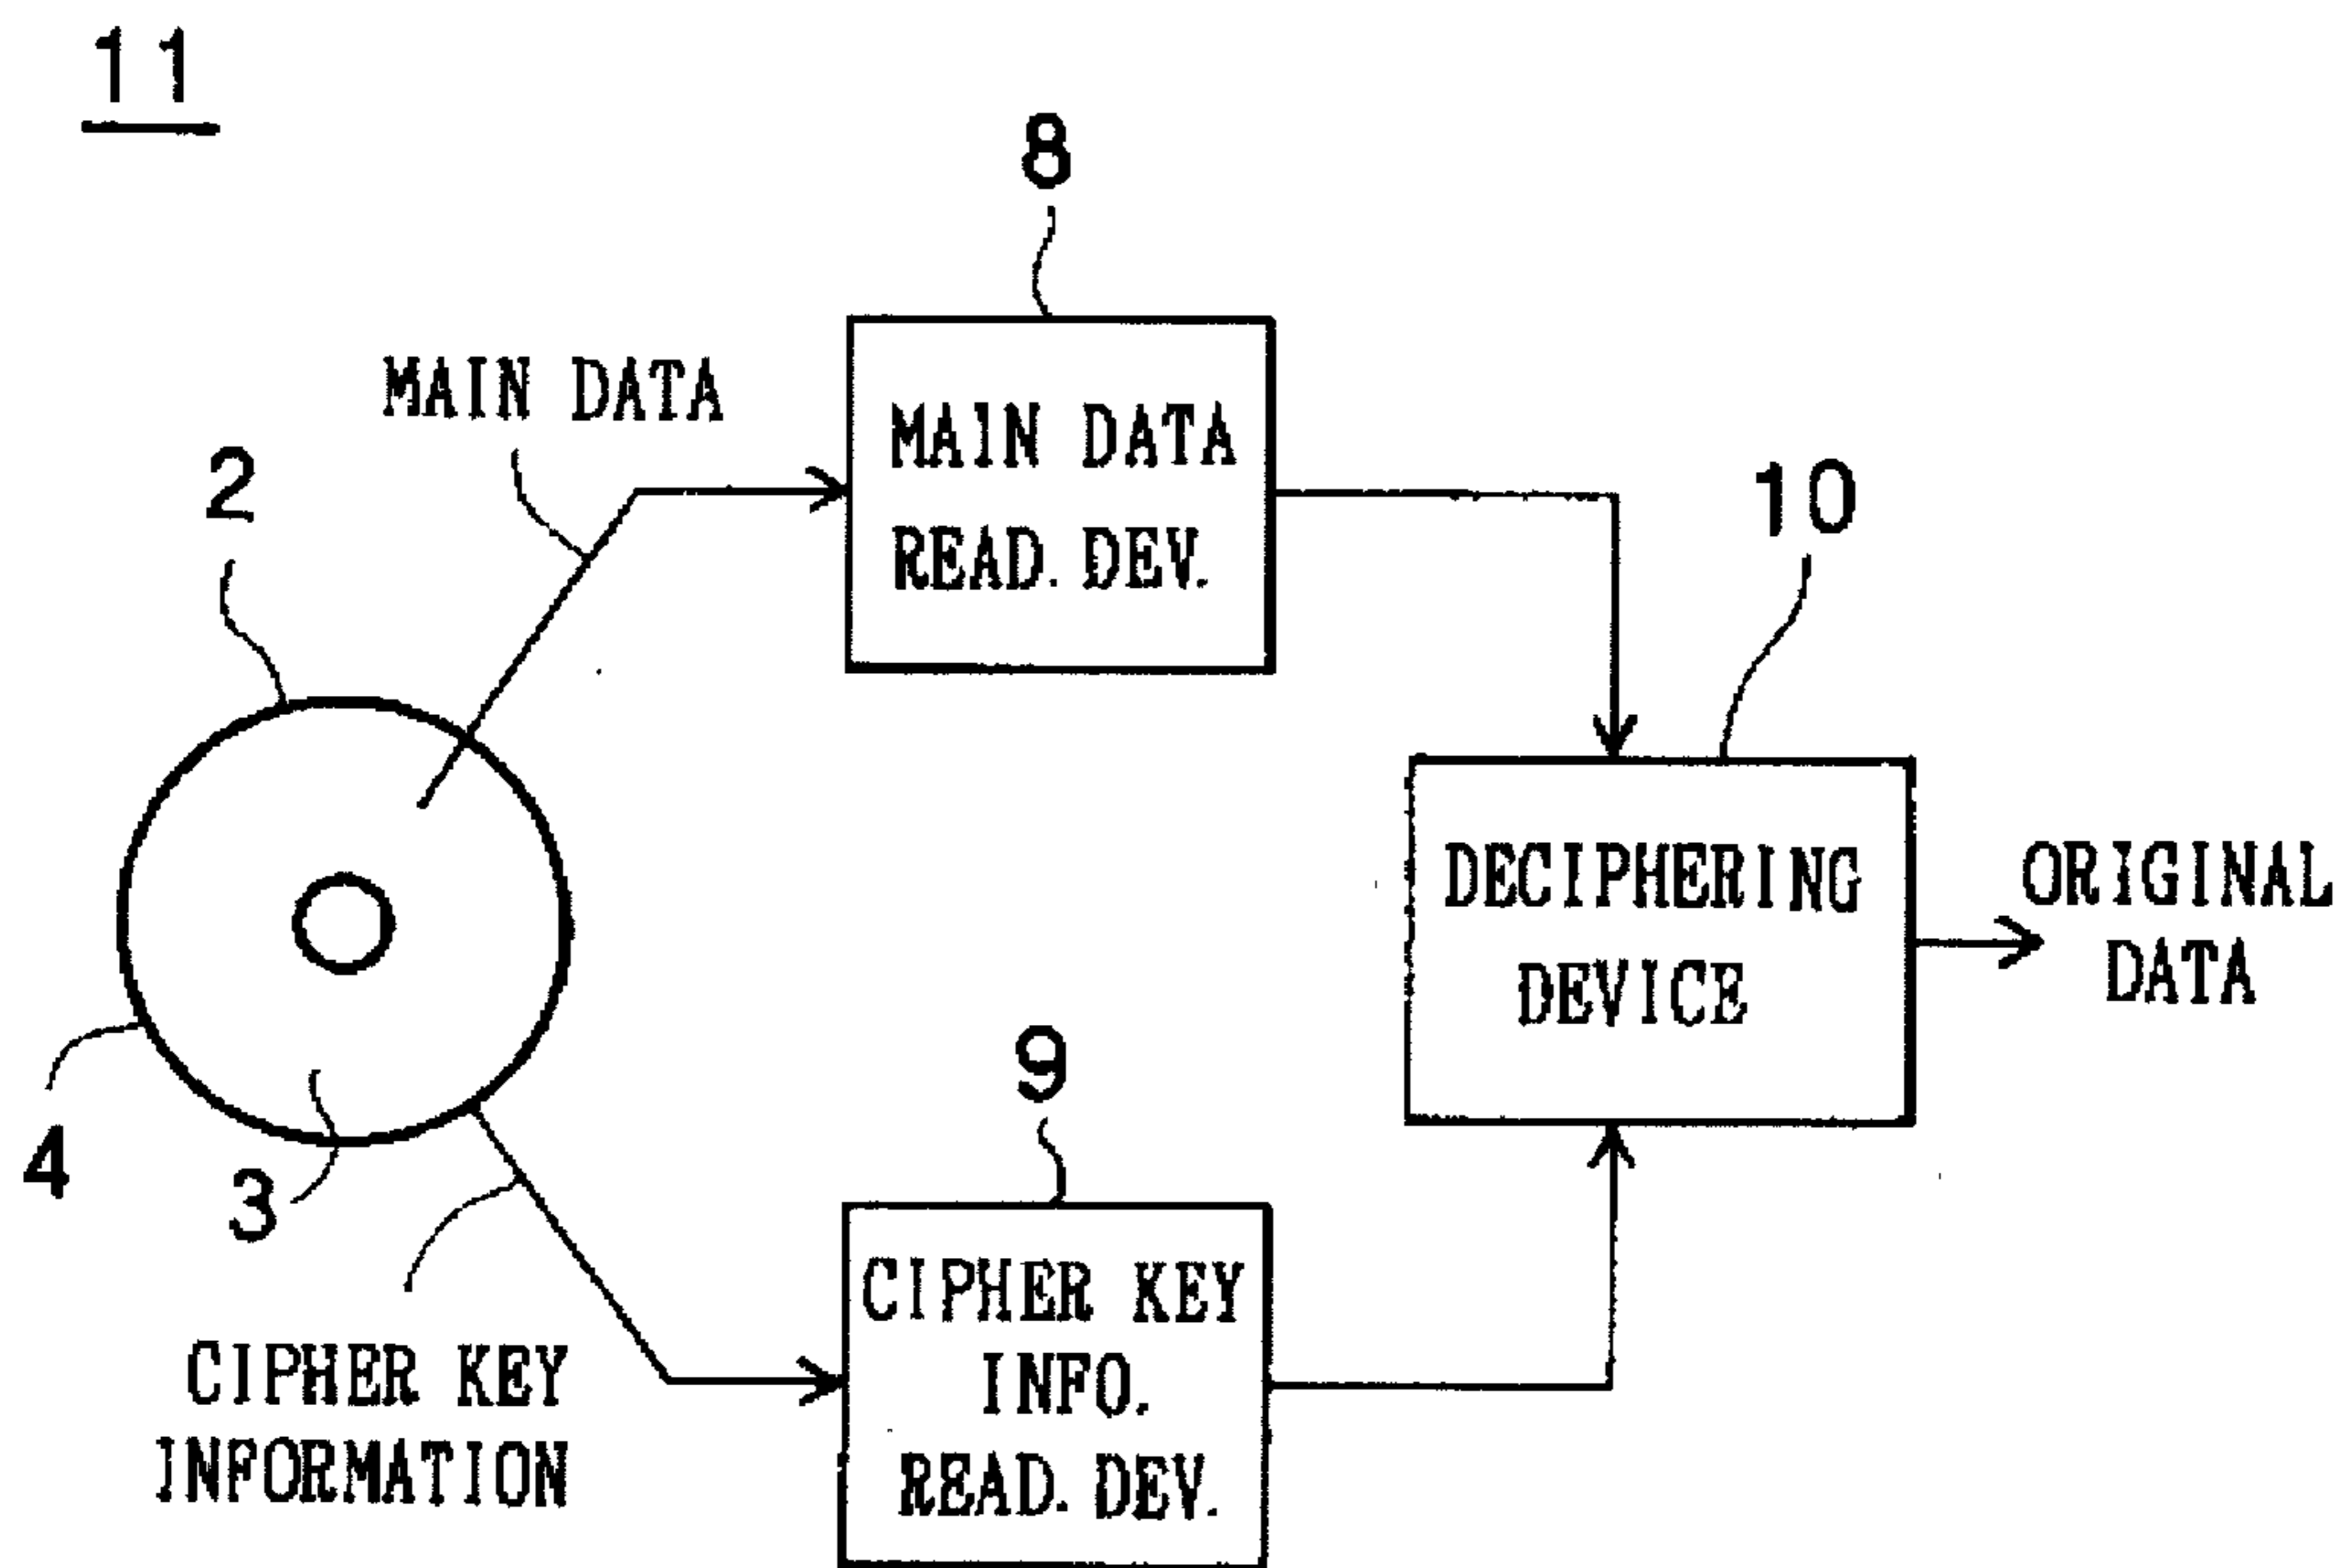 11
8
MAIN DATA
MAIN DATA
READ. DEV.
2
10
DECIPHERING
DEVICE
ORIGINAL
DATA
4
3
9
CIPHER KEY
INFORMATION
CIPHER KEY
INFO.
READ. DEV.